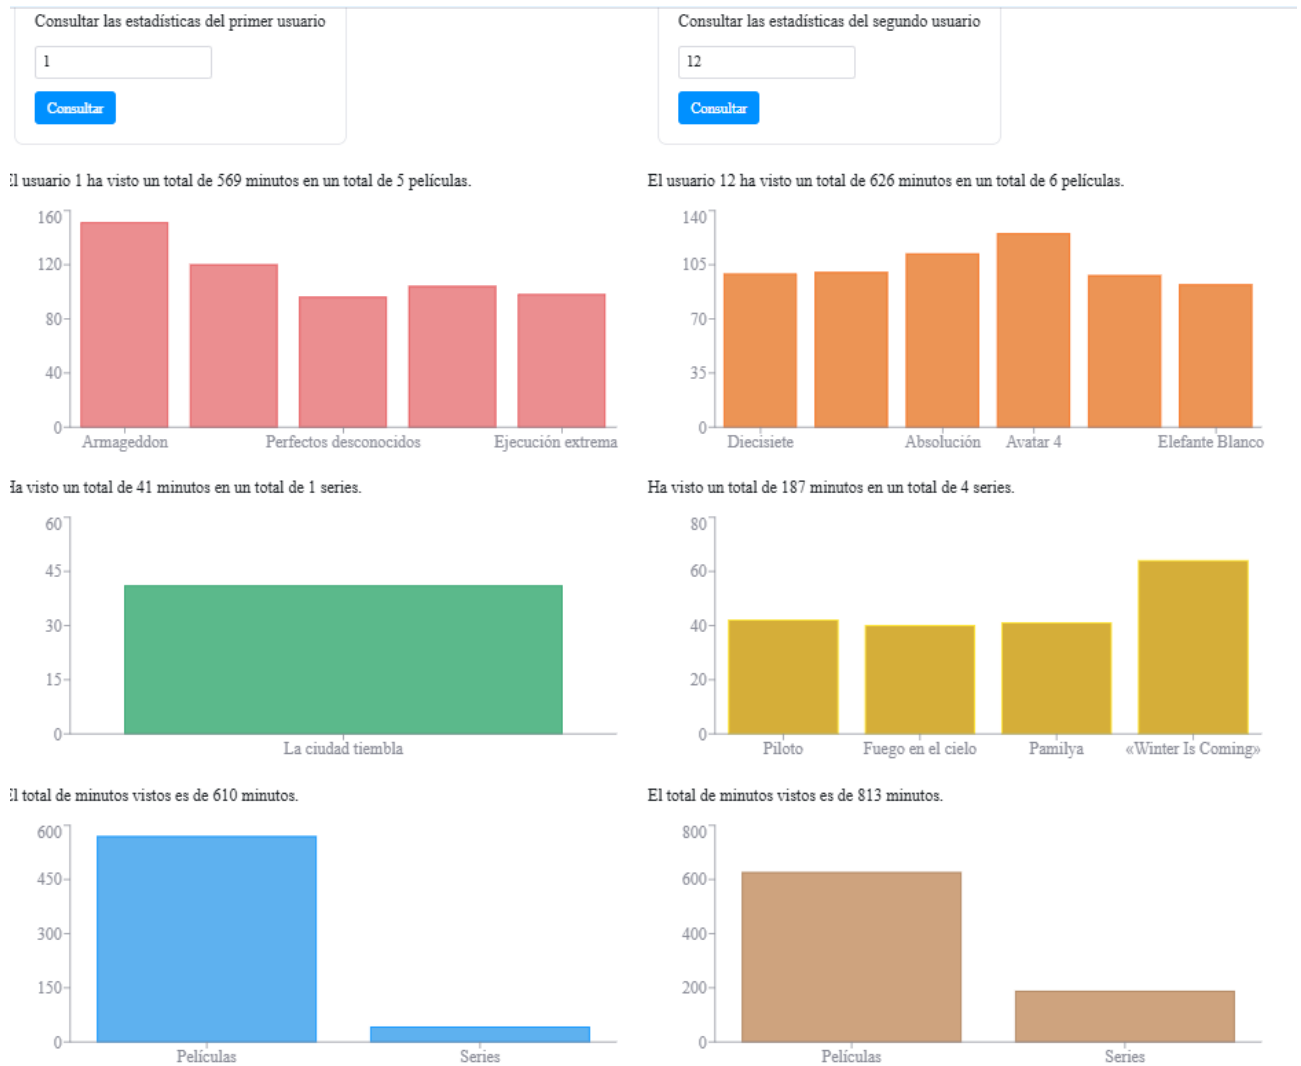 Consultar las estadísticas del primer usuario
1
Consultar
Consultar las estadísticas del segundo usuario
12
Consultar
El usuario 1 ha visto un total de 569 minutos en un total de 5 películas.
160
120
80
40
0
Armageddon
Perfectos desconocidos
Ejecución extrema
El usuario 12 ha visto un total de 626 minutos en un total de 6 películas.
140
105
70
35
0
Diecisiete
Absolución
Avatar 4
Elefante Blanco
Ha visto un total de 41 minutos en un total de 1 series.
60
45
30
15
0
La ciudad tiembla
Ha visto un total de 187 minutos en un total de 4 series.
80
60
40
20
0
Piloto
Fuego en el cielo
Pamilya
«Winter Is Coming»
El total de minutos vistos es de 610 minutos.
600
450
300
150
0
Películas
Series
El total de minutos vistos es de 813 minutos.
800
600
400
200
0
Películas
Series